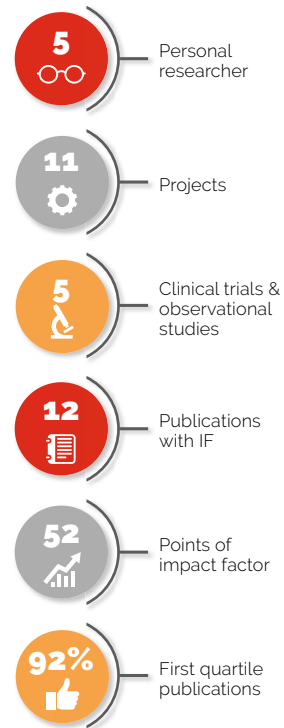 5
Personal
researcher
11
Projects
5
Clinical trials &
observational
studies
12
Publications
with IF
52
Points of
impact factor
92%
First quartile
publications